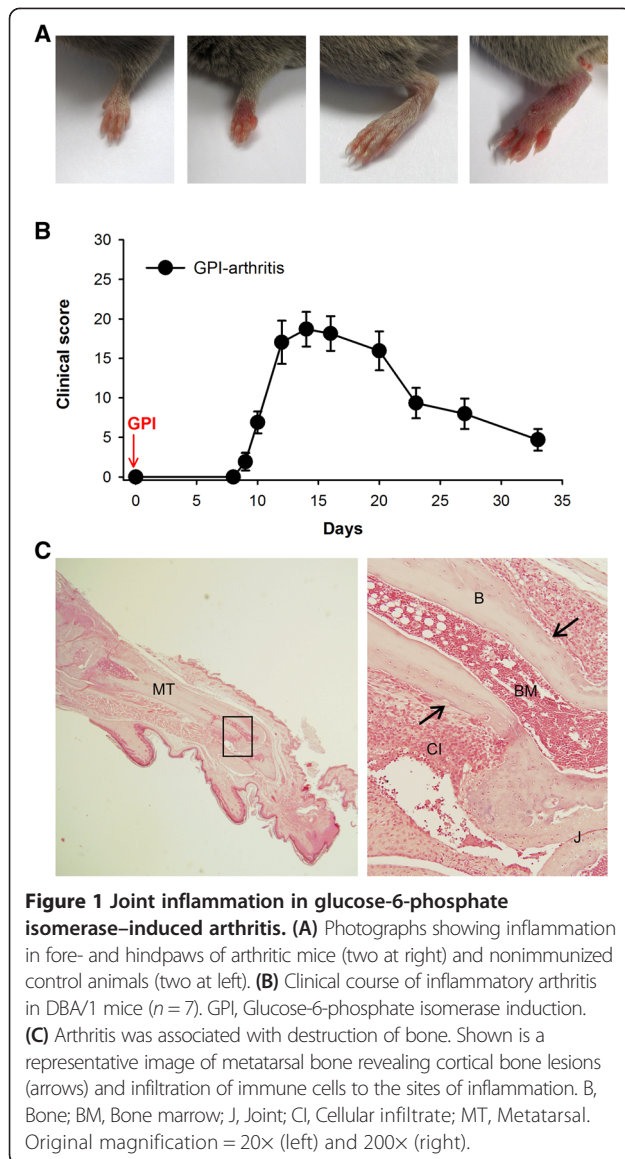 A
B
30
25
20
15
10
5
0
Clinical score
GPI-arthritis
GPI
0 5 10 15 20 25 30 35
Days
C
MT
B
BM
CI
J
Figure 1 Joint inflammation in glucose-6-phosphate
isomerase–induced arthritis. (A) Photographs showing inflammation
in fore- and hindpaws of arthritic mice (two at right) and nonimmunized
control animals (two at left). (B) Clinical course of inflammatory arthritis
in DBA/1 mice (n = 7). GPI, Glucose-6-phosphate isomerase induction.
(C) Arthritis was associated with destruction of bone. Shown is a
representative image of metatarsal bone revealing cortical bone lesions
(arrows) and infiltration of immune cells to the sites of inflammation. B,
Bone; BM, Bone marrow; J, Joint; CI, Cellular infiltrate; MT, Metatarsal.
Original magnification = 20× (left) and 200× (right).